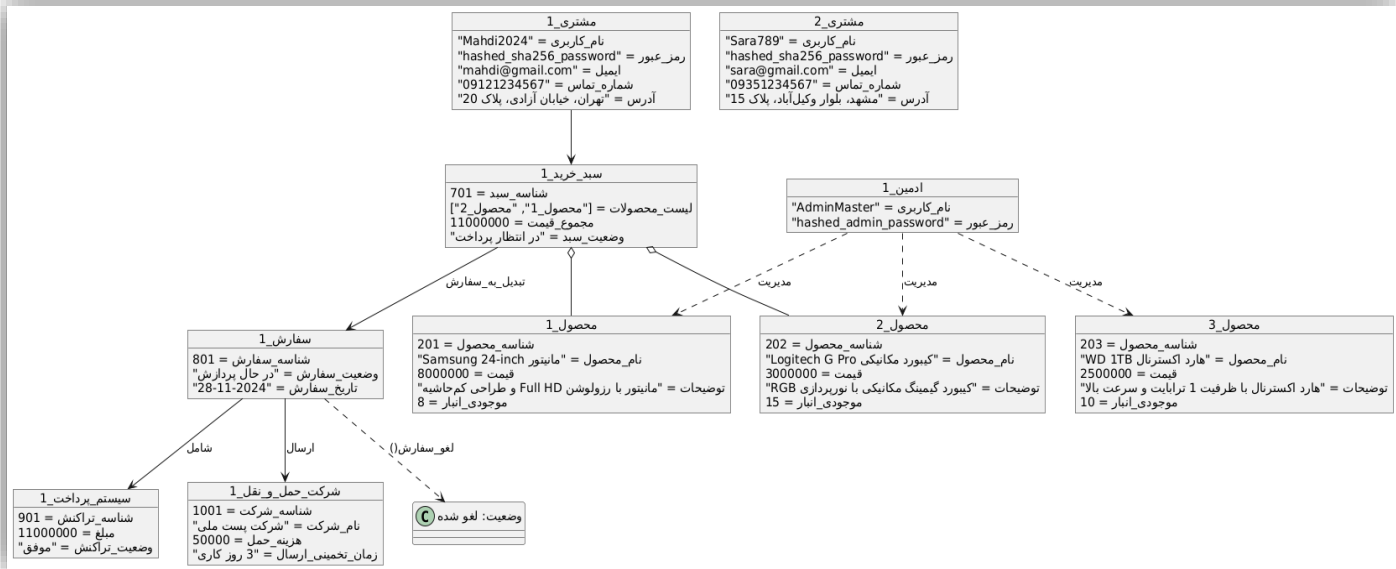 مشتری_1
نام_کاربری = "Mahdi2024"
رمز_عبور = "hashed_sha256_password"
ایمیل = "mahdi@gmail.com"
شماره_تماس = "09121234567"
آدرس = "تهران، خیابان آزادی، پلاک 20"
مشتری_2
نام_کاربری = "Sara789"
رمز_عبور = "hashed_sha256_password"
ایمیل = "sara@gmail.com"
شماره_تماس = "09351234567"
آدرس = "مشهد، بلوار وکیل‌آباد، پلاک 15"
سبد_خرید_1
شناسه_سبد = 701
لیست_محصولات = ["محصول_1", "محصول_2"]
مجموع_قیمت = 11000000
وضعیت_سبد = "در انتظار پرداخت"
ادمین_1
نام_کاربری = "AdminMaster"
رمز_عبور = "hashed_admin_password"
تبدیل_به_سفارش
مدیریت
مدیریت
مدیریت
سفارش_1
شناسه_سفارش = 801
وضعیت_سفارش = "در حال پردازش"
تاریخ_سفارش = "2024-11-28"
محصول_1
شناسه_محصول = 201
نام_محصول = "مانیتور Samsung 24-inch"
قیمت = 8000000
توضیحات = "مانیتور با رزولوشن Full HD و طراحی کم‌حاشیه"
موجودی_انبار = 8
محصول_2
شناسه_محصول = 202
نام_محصول = "کیبورد مکانیکی Logitech G Pro"
قیمت = 3000000
توضیحات = "کیبورد گیمینگ مکانیکی با نورپردازی RGB"
موجودی_انبار = 15
محصول_3
شناسه_محصول = 203
نام_محصول = "هارد اکسترنال WD 1TB"
قیمت = 2500000
توضیحات = "هارد اکسترنال با ظرفیت 1 ترابایت و سرعت بالا"
موجودی_انبار = 10
شامل
ارسال
لغو_سفارش()
سیستم_پرداخت_1
شناسه_تراکنش = 901
مبلغ = 11000000
وضعیت_تراکنش = "موفق"
شرکت_حمل_و_نقل_1
شناسه_شرکت = 1001
نام_شرکت = "شرکت پست ملی"
هزینه_حمل = 50000
زمان_تخمینی_ارسال = "3 روز کاری"
C وضعیت: لغو شده